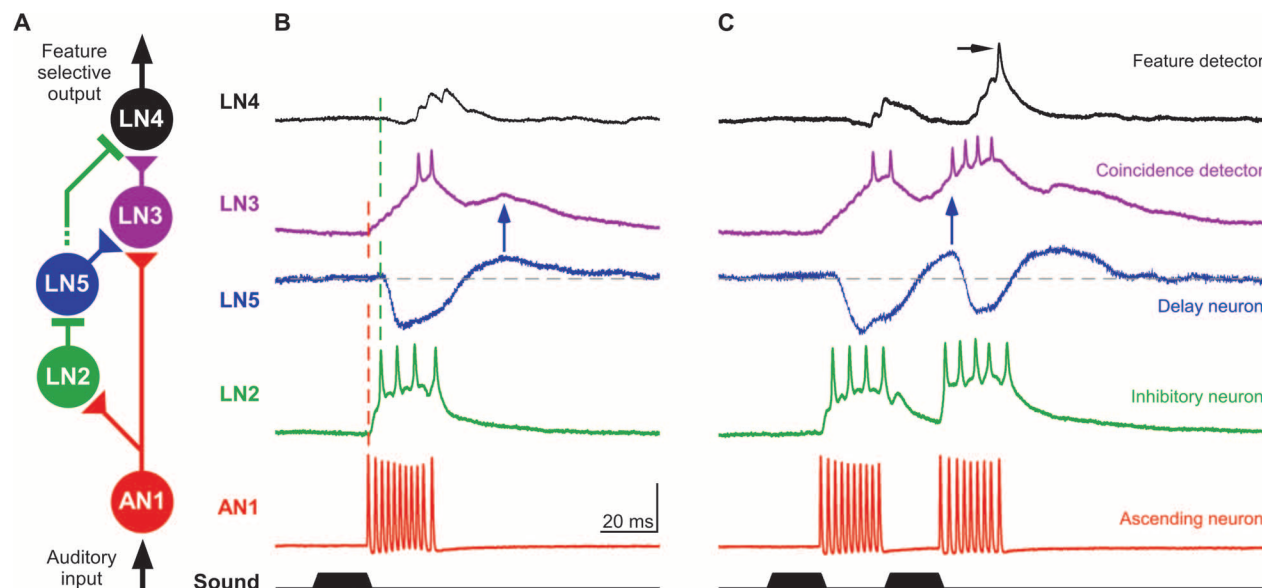 A
Feature
selective
output
LN4
LN3
LN5
LN2
AN1
Auditory
input
B
LN4
LN3
LN5
LN2
AN1
Sound
20 ms
C
Feature detector
Coincidence detector
Delay neuron
Inhibitory neuron
Ascending neuron